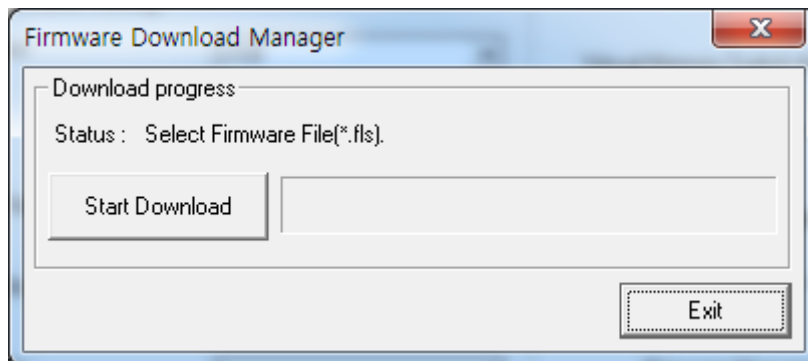 Firmware Download Manager
Download progress
Status : Select Firmware File(*.fls).
Start Download
Exit